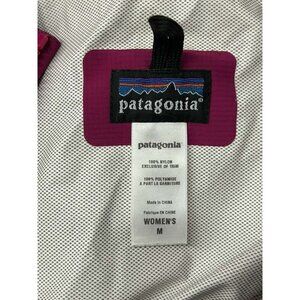 patagonia®
patagonia®
100% NYLON
EXCLUSIVE OF TRIM
100% POLYAMIDE
À PART LA GARNITURE
Made in CHINA
Fabriqué EN CHINE
WOMEN'S
M